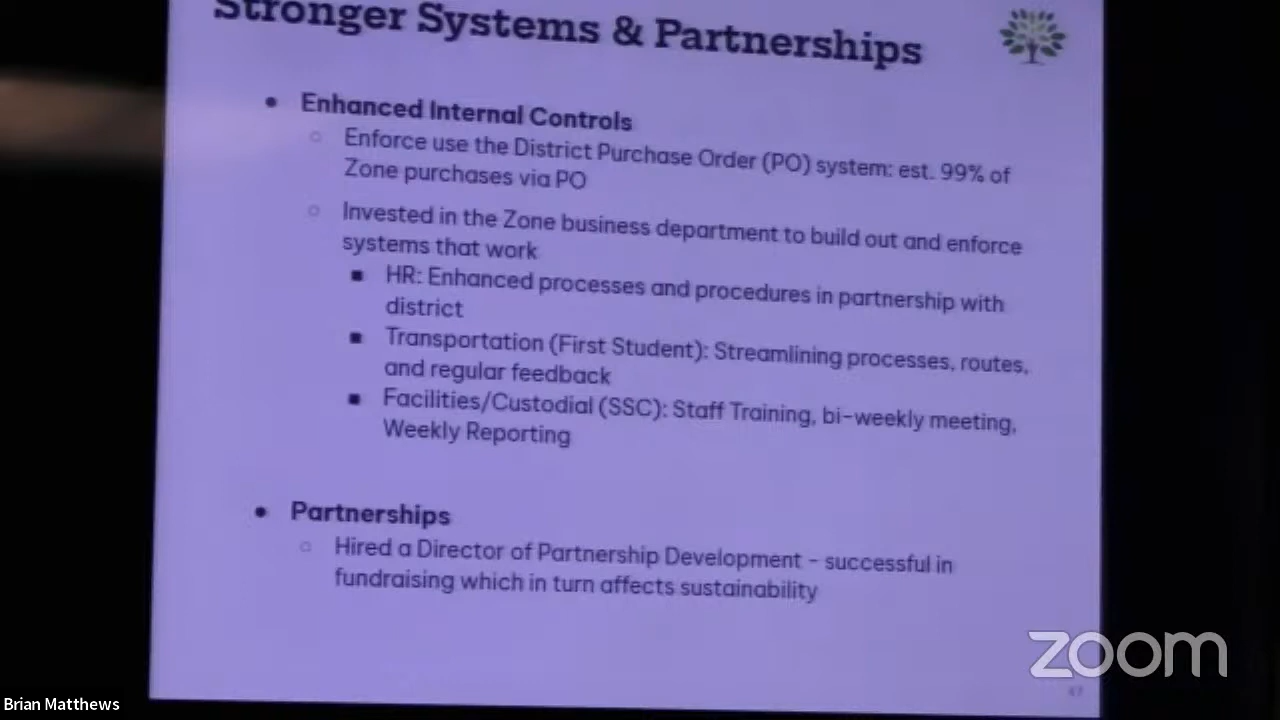 Stronger Systems & Partnerships
• Enhanced Internal Controls
○ Enforce use the District Purchase Order (PO) system: est. 99% of
Zone purchases via PO
○ Invested in the Zone business department to build out and enforce
systems that work
■ HR: Enhanced processes and procedures in partnership with
district
■ Transportation (First Student): Streamlining processes, routes,
and regular feedback
■ Facilities/Custodial (SSC): Staff Training, bi-weekly meeting,
Weekly Reporting
• Partnerships
○ Hired a Director of Partnership Development - successful in
fundraising which in turn affects sustainability
zoom
Brian Matthews